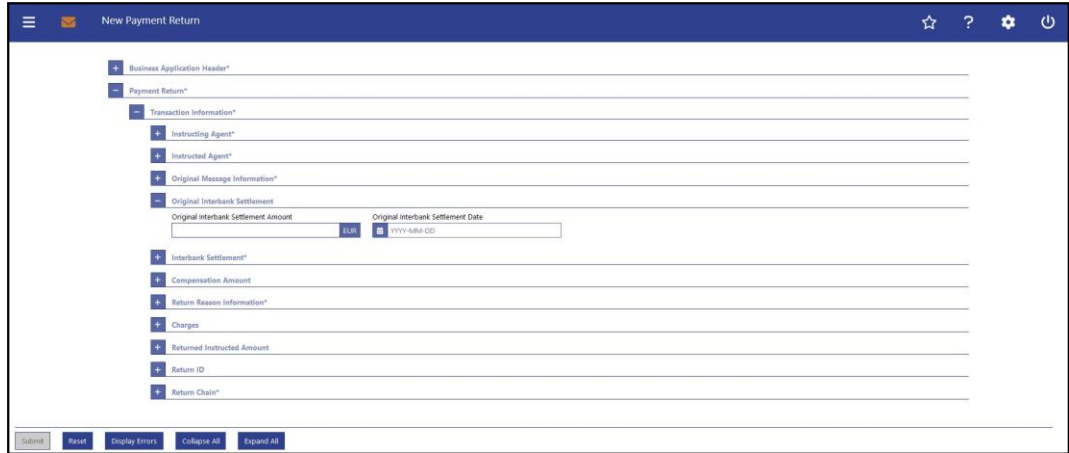 New Payment Return ?
+ Business Application Header*
− Payment Return*
− Transaction Information*
+ Instructing Agent*
+ Instructed Agent*
+ Original Message Information*
− Original Interbank Settlement
Original Interbank Settlement Amount Original Interbank Settlement Date
EUR YYYY-MM-DD
+ Interbank Settlement*
+ Compensation Amount
+ Return Reason Information*
+ Charges
+ Returned Instructed Amount
+ Return ID
+ Return Chain*
Submit Reset Display Errors Collapse All Expand All